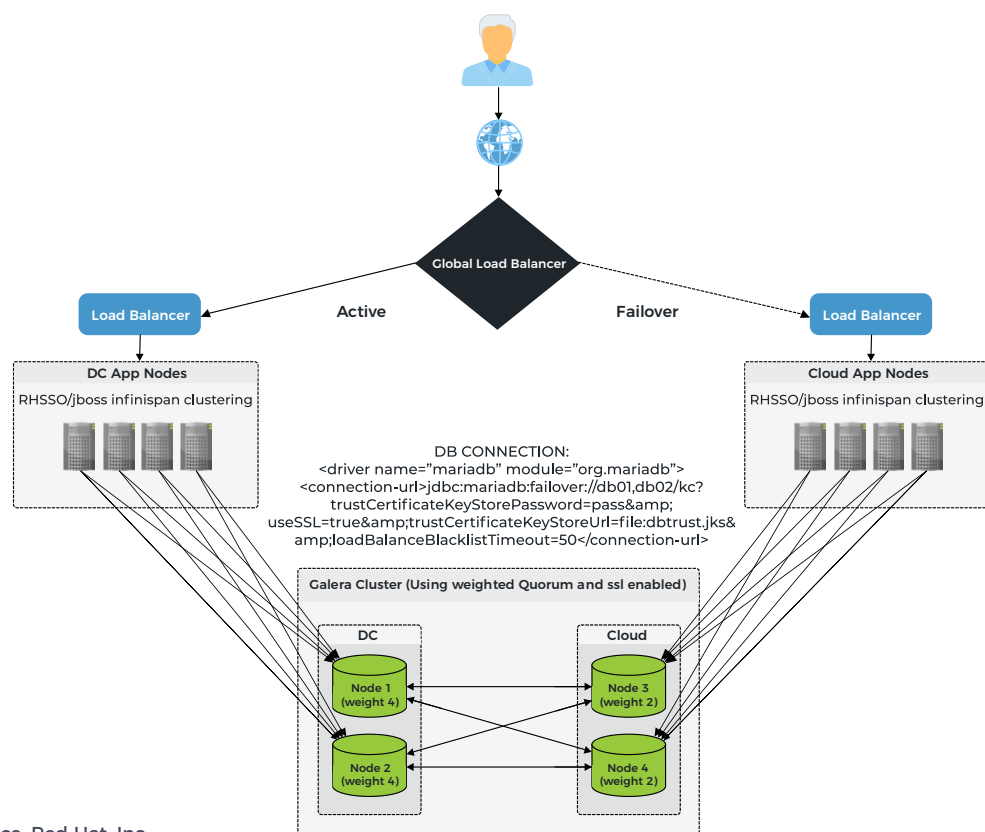 Global Load Balancer
Active
Failover
Load Balancer
Load Balancer
DC App Nodes
RHSSO/jboss infinispan clustering
Cloud App Nodes
RHSSO/jboss infinispan clustering
DB CONNECTION:
<driver name=”mariadb” module=”org.mariadb”>
<connection-url>jdbc:mariadb:failover://db01,db02/kc?
trustCertificateKeyStorePassword=pass&amp;
useSSL=true&amp;trustCertificateKeyStoreUrl=file:dbtrust.jks&
amp;loadBalanceBlacklistTimeout=50</connection-url>
Galera Cluster (Using weighted Quorum and ssl enabled)
DC
Cloud
Node 1
(weight 4)
Node 3
(weight 2)
Node 2
(weight 4)
Node 4
(weight 2)